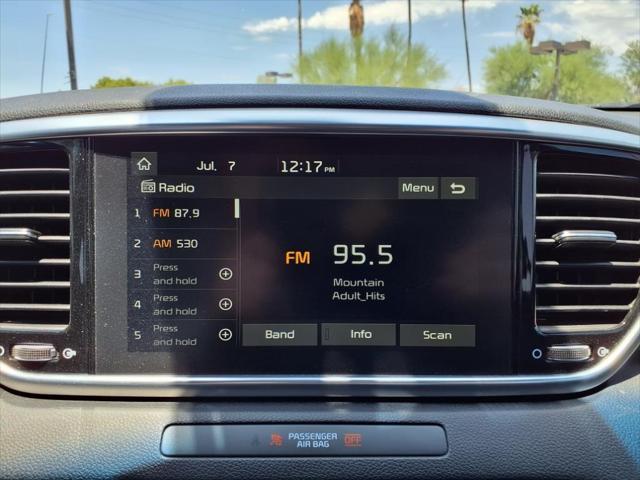 Jul. 7 12:17 PM
Radio Menu
1 FM 87.9
2 AM 530
3 Press and hold
4 Press and hold
5 Press and hold
FM 95.5
Mountain
Adult_Hits
Band Info Scan
PASSENGER AIR BAG OFF